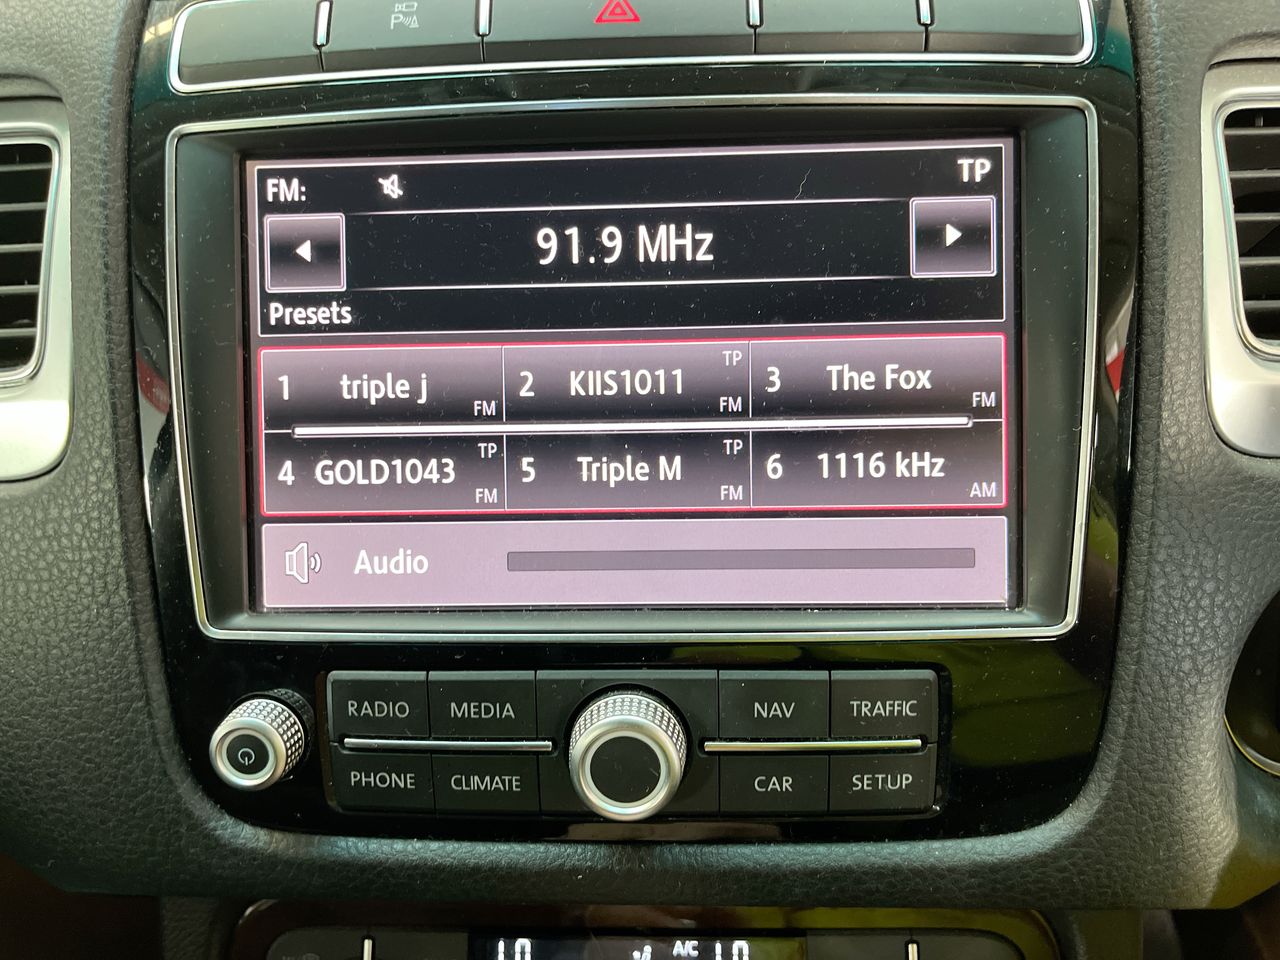 P
FM: TP
91.9 MHz
Presets
1 triple j FM
2 KIIS1011 TP FM
3 The Fox FM
4 GOLD1043 TP FM
5 Triple M TP FM
6 1116 kHz AM
Audio
RADIO MEDIA NAV TRAFFIC
PHONE CLIMATE CAR SETUP
A/C